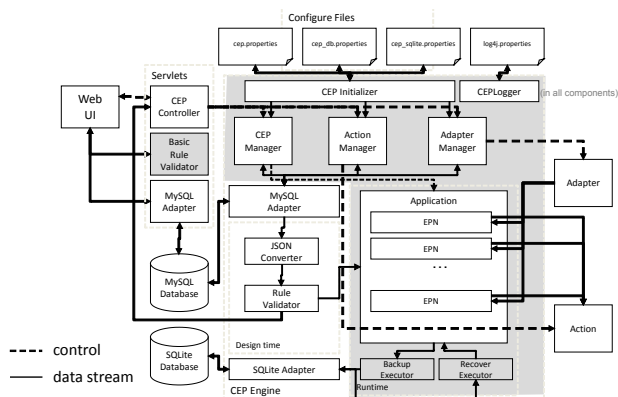 Configure Files
cep.properties
cep_db.properties
cep_sqlite.properties
log4j.properties
Servlets
CEP Initializer
CEPLogger
(in all components)
Web
UI
CEP
Controller
Basic
Rule
Validator
MySQL
Adapter
CEP
Manager
Action
Manager
Adapter
Manager
Adapter
MySQL
Adapter
Application
EPN
EPN
...
EPN
JSON
Converter
MySQL
Database
Rule
Validator
Action
control
data stream
Design time
SQLite
Database
SQLite Adapter
CEP Engine
Backup
Executor
Recover
Executor
Runtime